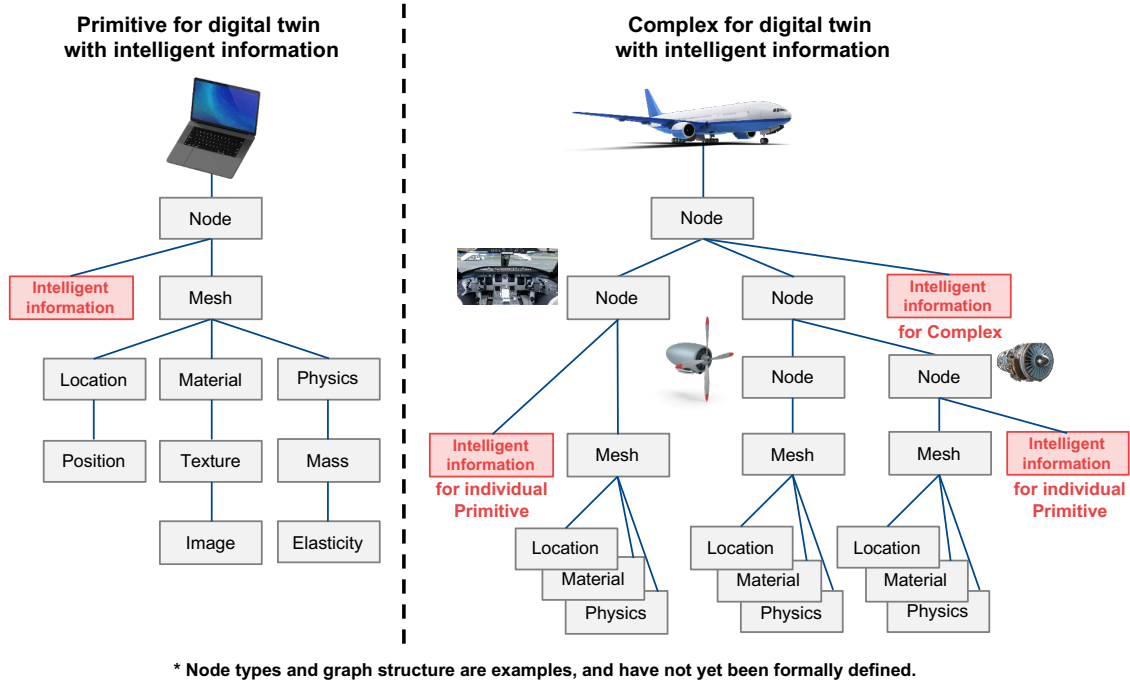 Primitive for digital twin
with intelligent information
Node
Intelligent
information
Mesh
Location
Material
Physics
Position
Texture
Mass
Image
Elasticity
Complex for digital twin
with intelligent information
Node
Node
Node
Intelligent
information
for Complex
Node
Node
Intelligent
information
for individual
Primitive
Mesh
Mesh
Mesh
Intelligent
information
for individual
Primitive
Location
Material
Physics
Location
Material
Physics
Location
Material
Physics
* Node types and graph structure are examples, and have not yet been formally defined.